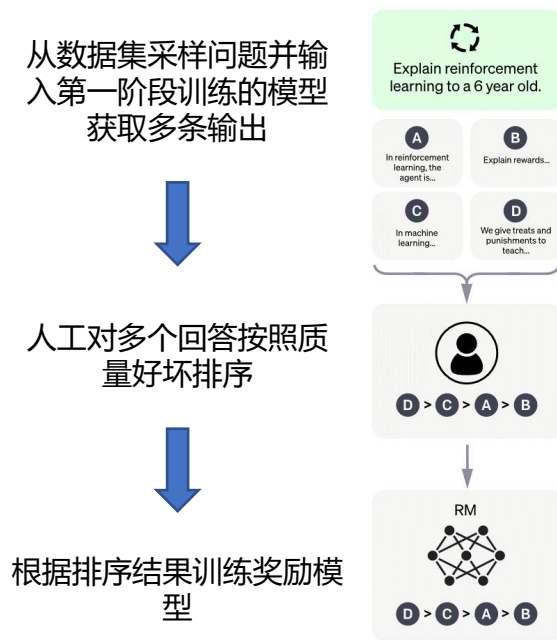 从数据集采样问题并输
入第一阶段训练的模型
获取多条输出
Explain reinforcement
learning to a 6 year old.
A
In reinforcement
learning, the
agent is...
B
Explain rewards...
C
In machine
learning...
D
We give treats and
punishments to
teach...
人工对多个回答按照质
量好坏排序
D > C > A > B
根据排序结果训练奖励模
型
RM
D > C > A > B